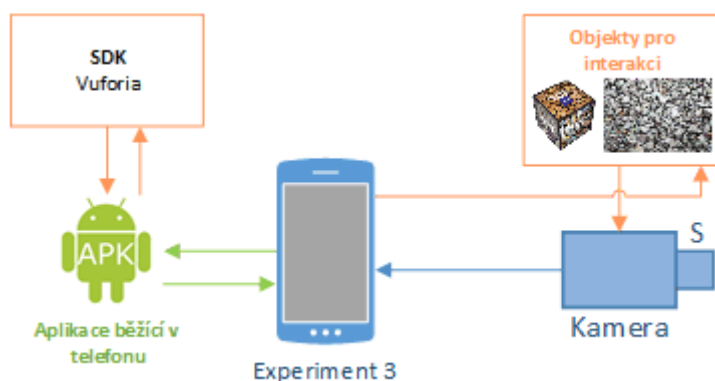 SDK
Vuforia
Objekty pro
interakci
APK
S
Aplikace běžící v
telefonu
Kamera
Experiment 3